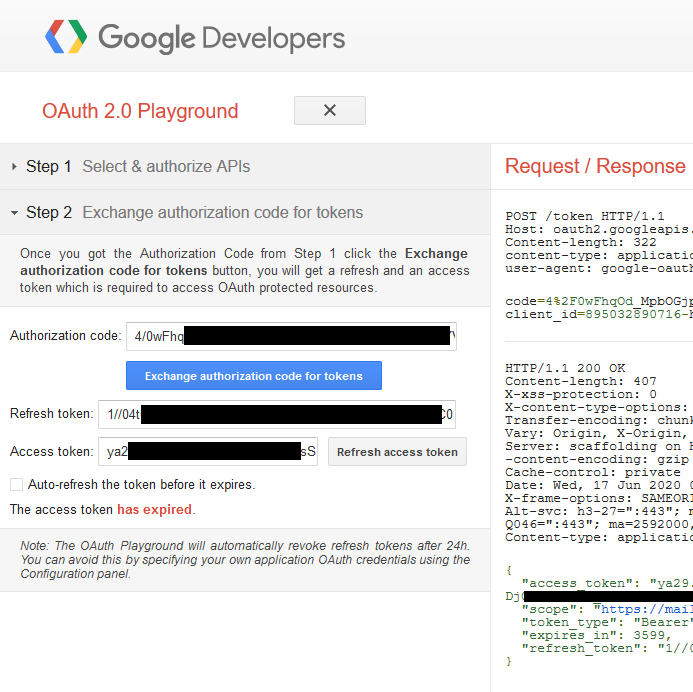 Google Developers
OAuth 2.0 Playground
Step 1 Select & authorize APIs
Step 2 Exchange authorization code for tokens
Once you got the Authorization Code from Step 1 click the Exchange
authorization code for tokens button, you will get a refresh and an access
token which is required to access OAuth protected resources.
Authorization code: 4/0wFhq
Exchange authorization code for tokens
Refresh token: 1//04t C0
Access token: ya2 sS Refresh access token
Auto-refresh the token before it expires.
The access token has expired.
Note: The OAuth Playground will automatically revoke refresh tokens after 24h.
You can avoid this by specifying your own application OAuth credentials using the
Configuration panel.
Request / Response
POST /token HTTP/1.1
Host: oauth2.googleapis.
Content-length: 322
content-type: applicatio
user-agent: google-oauth
code=4%2F0wFhqOd_MpbOGjp
client_id=895032890716-h
HTTP/1.1 200 OK
Content-length: 407
X-xss-protection: 0
X-content-type-options:
Transfer-encoding: chunk
Vary: Origin, X-Origin,
Server: scaffolding on H
-content-encoding: gzip
Cache-control: private
Date: Wed, 17 Jun 2020 0
X-frame-options: SAMEORI
Alt-svc: h3-27=":443"; m
Q046=":443"; ma=2592000,
Content-type: applicatio
{
"access_token": "ya29.
Dj
"scope": "https://mail
"token_type": "Bearer"
"expires_in": 3599,
"refresh_token": "1//0
}